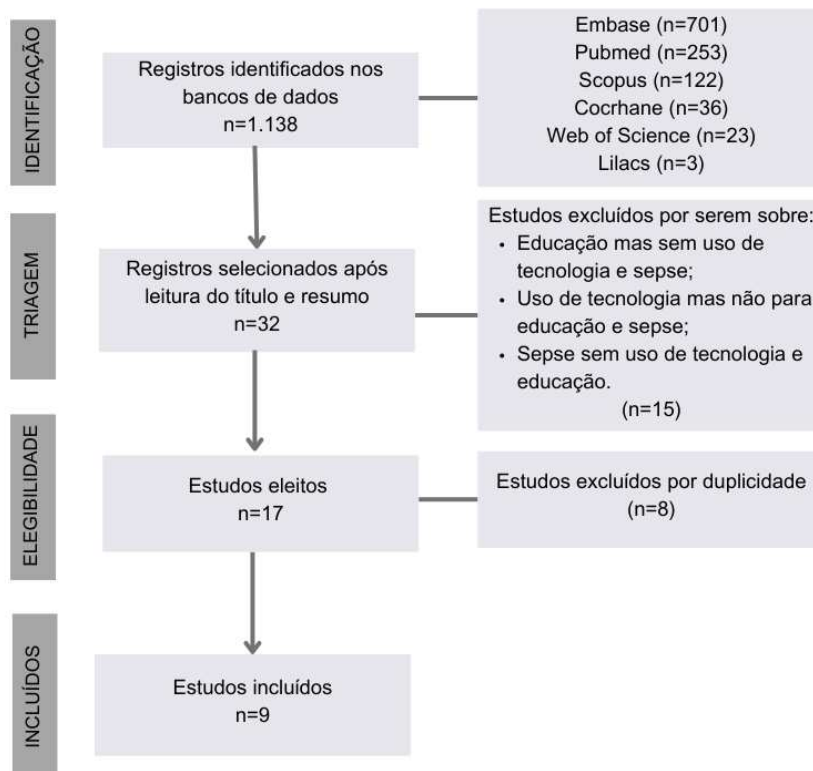 IDENTIFICAÇÃO
Registros identificados nos
bancos de dados
n=1.138
Embase (n=701)
Pubmed (n=253)
Scopus (n=122)
Cocrhane (n=36)
Web of Science (n=23)
Lilacs (n=3)
TRIAGEM
Registros selecionados após
leitura do título e resumo
n=32
Estudos excluídos por serem sobre:
• Educação mas sem uso de
tecnologia e sepse;
• Uso de tecnologia mas não para
educação e sepse;
• Sepse sem uso de tecnologia e
educação.
(n=15)
ELEGIBILIDADE
Estudos eleitos
n=17
Estudos excluídos por duplicidade
(n=8)
INCLUÍDOS
Estudos incluídos
n=9